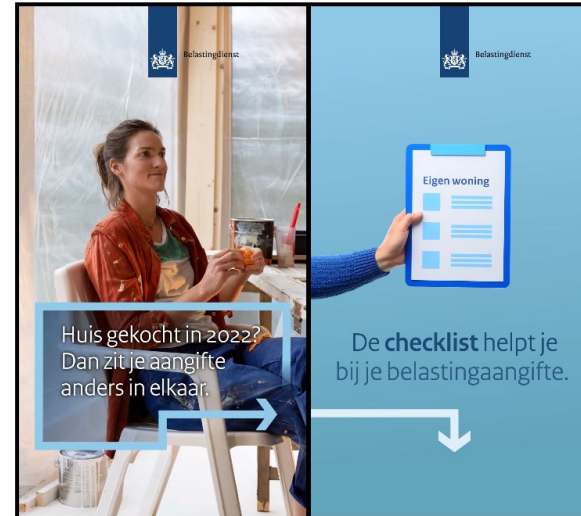 Belastingdienst
Huis gekocht in 2022?
Dan zit je aangifte
anders in elkaar.
Belastingdienst
Eigen woning
De checklist helpt je
bij je belastingaangifte.